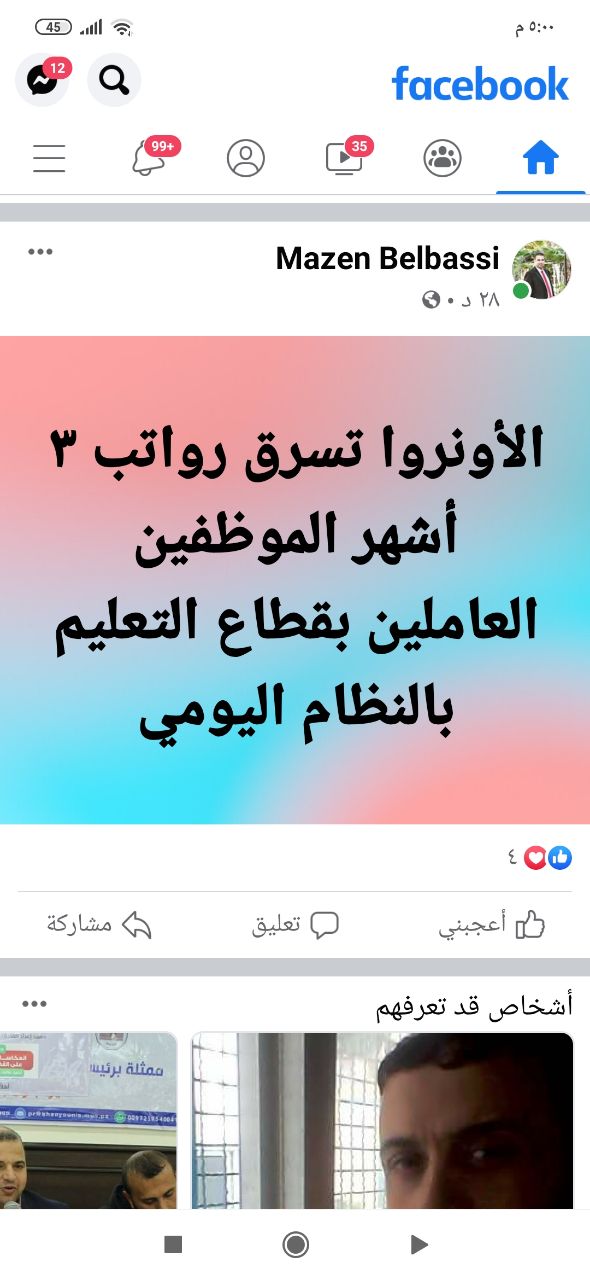 ٥:٠٠ م
45
facebook
12
99+
35
Mazen Belbassi
٢٨ د •
الأونروا تسرق رواتب ٣
أشهر الموظفين
العاملين بقطاع التعليم
بالنظام اليومي
٤
أعجبني
تعليق
مشاركة
أشخاص قد تعرفهم
ممثلة برئيس